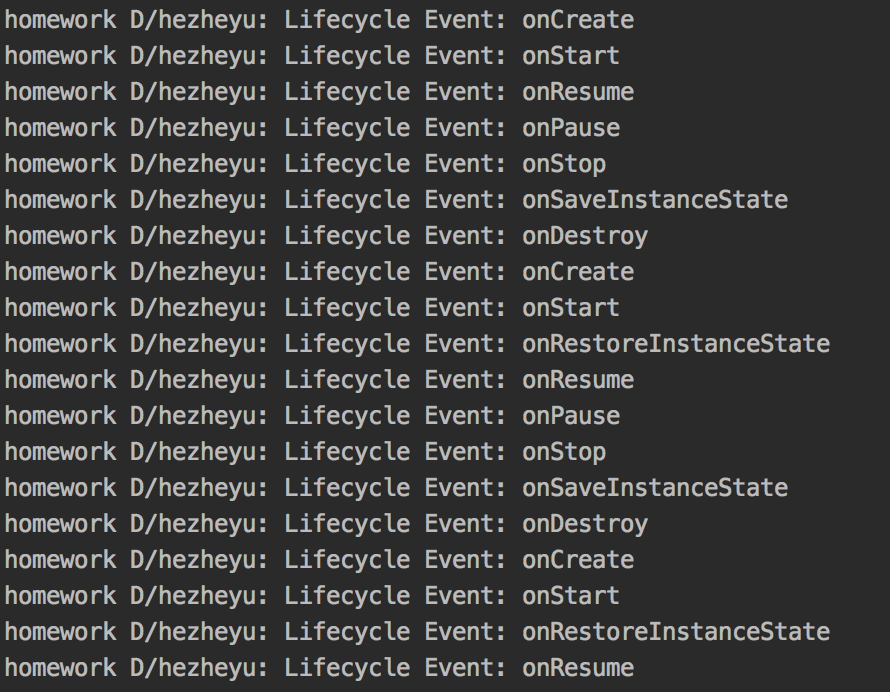 homework D/hezheyu: Lifecycle Event: onCreate
homework D/hezheyu: Lifecycle Event: onStart
homework D/hezheyu: Lifecycle Event: onResume
homework D/hezheyu: Lifecycle Event: onPause
homework D/hezheyu: Lifecycle Event: onStop
homework D/hezheyu: Lifecycle Event: onSaveInstanceState
homework D/hezheyu: Lifecycle Event: onDestroy
homework D/hezheyu: Lifecycle Event: onCreate
homework D/hezheyu: Lifecycle Event: onStart
homework D/hezheyu: Lifecycle Event: onRestoreInstanceState
homework D/hezheyu: Lifecycle Event: onResume
homework D/hezheyu: Lifecycle Event: onPause
homework D/hezheyu: Lifecycle Event: onStop
homework D/hezheyu: Lifecycle Event: onSaveInstanceState
homework D/hezheyu: Lifecycle Event: onDestroy
homework D/hezheyu: Lifecycle Event: onCreate
homework D/hezheyu: Lifecycle Event: onStart
homework D/hezheyu: Lifecycle Event: onRestoreInstanceState
homework D/hezheyu: Lifecycle Event: onResume